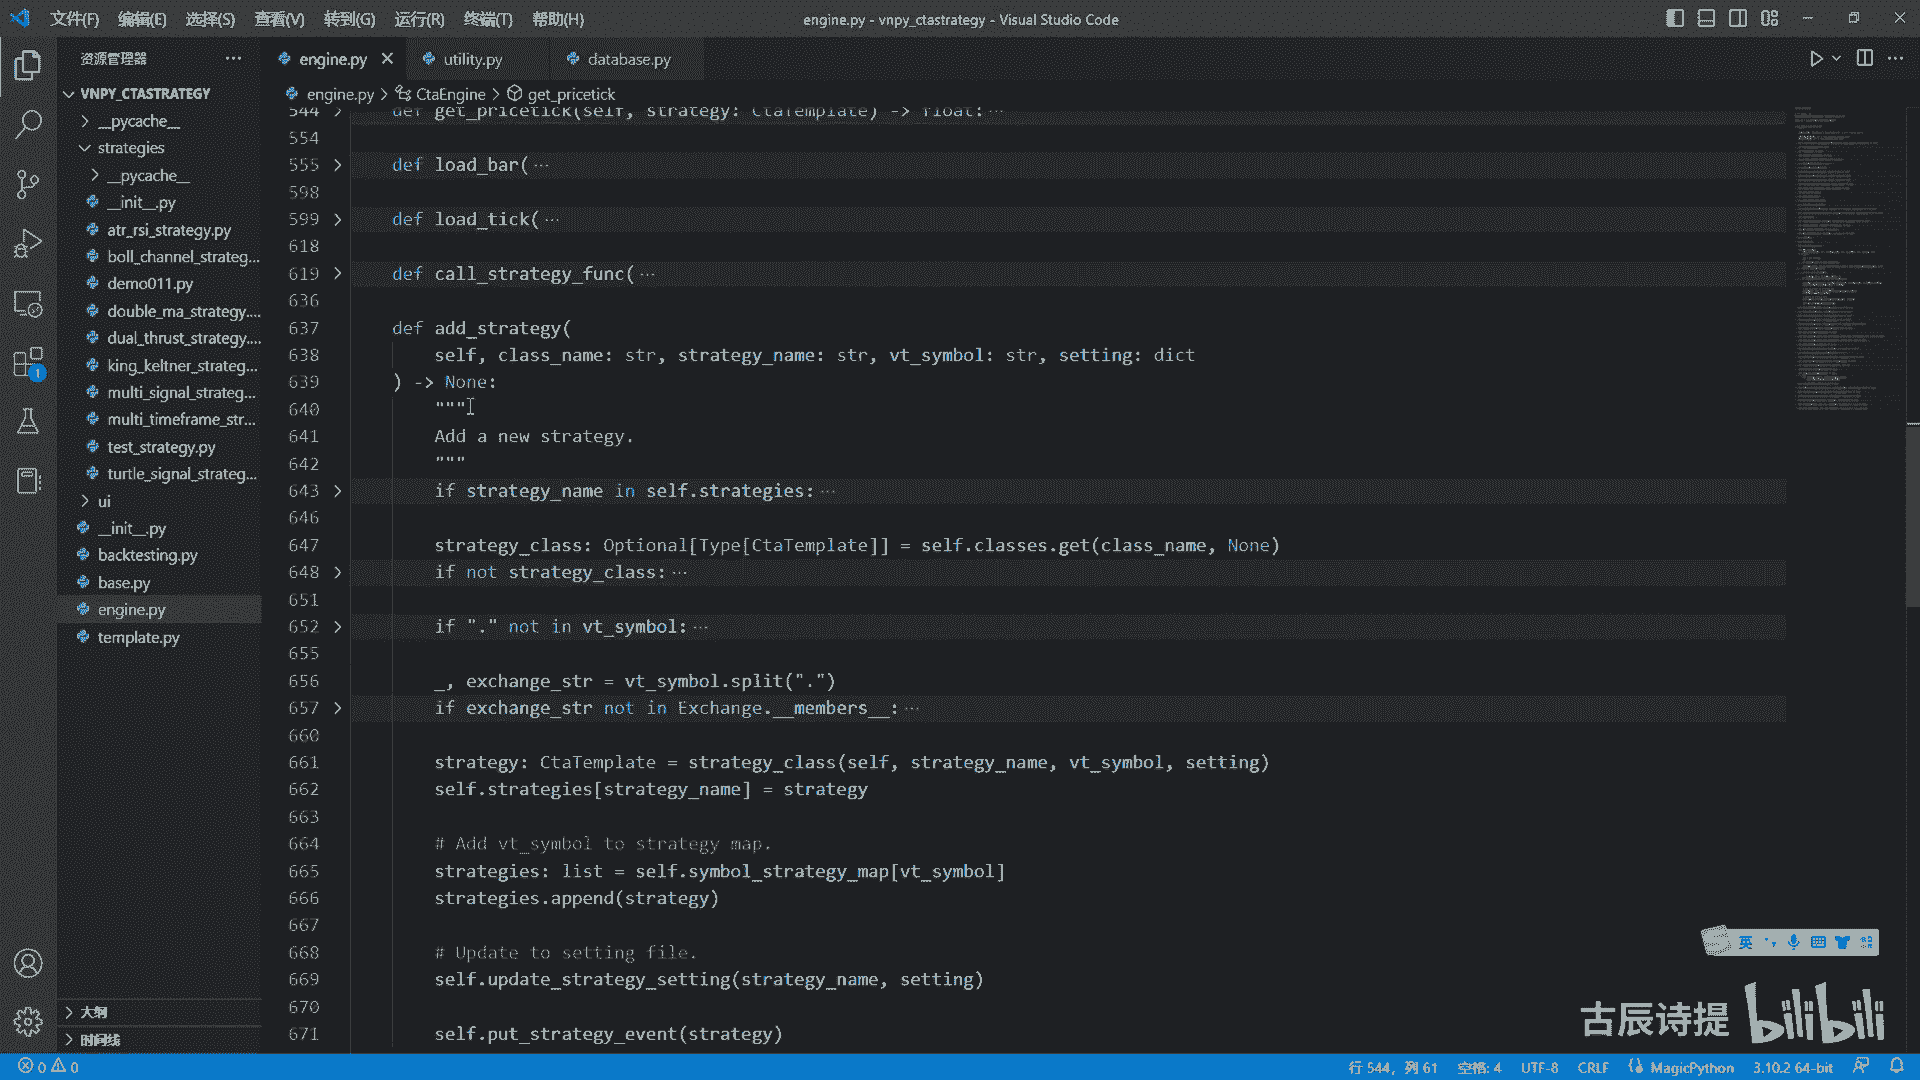 文件(F) 编辑(E) 选择(S) 查看(V) 转到(G) 运行(R) 终端(T) 帮助(H)
engine.py - vnpy_ctastrategy - Visual Studio Code
资源管理器
VNPY_CTASTRATEGY
__pycache__
strategies
__pycache__
__init__.py
atr_rsi_strategy.py
boll_channel_strateg...
demo011.py
double_ma_strategy....
dual_thrust_strategy....
king_keltner_strateg...
multi_signal_strateg...
multi_timeframe_str...
test_strategy.py
turtle_signal_strateg...
ui
__init__.py
backtesting.py
base.py
engine.py
template.py
大纲
时间线
1
engine.py utility.py database.py
engine.py > CtaEngine > get_pricetick
544 def get_pricetick(self, strategy: CtaTemplate) -> float:···
554
555 def load_bar(···
598
599 def load_tick(···
618
619 def call_strategy_func(···
636
637 def add_strategy(
638 self, class_name: str, strategy_name: str, vt_symbol: str, setting: dict
639 ) -> None:
640 """
641 Add a new strategy.
642 """
643 if strategy_name in self.strategies:···
646
647 strategy_class: Optional[Type[CtaTemplate]] = self.classes.get(class_name, None)
648 if not strategy_class:···
651
652 if "." not in vt_symbol:···
655
656 _, exchange_str = vt_symbol.split(".")
657 if exchange_str not in Exchange.__members__:···
660
661 strategy: CtaTemplate = strategy_class(self, strategy_name, vt_symbol, setting)
662 self.strategies[strategy_name] = strategy
663
664 # Add vt_symbol to strategy map.
665 strategies: list = self.symbol_strategy_map[vt_symbol]
666 strategies.append(strategy)
667
668 # Update to setting file.
669 self.update_strategy_setting(strategy_name, setting)
670
671 self.put_strategy_event(strategy)
英
古辰诗提 bilibili
0 0
行 544，列 61 空格: 4 UTF-8 CRLF MagicPython 3.10.2 64-bit